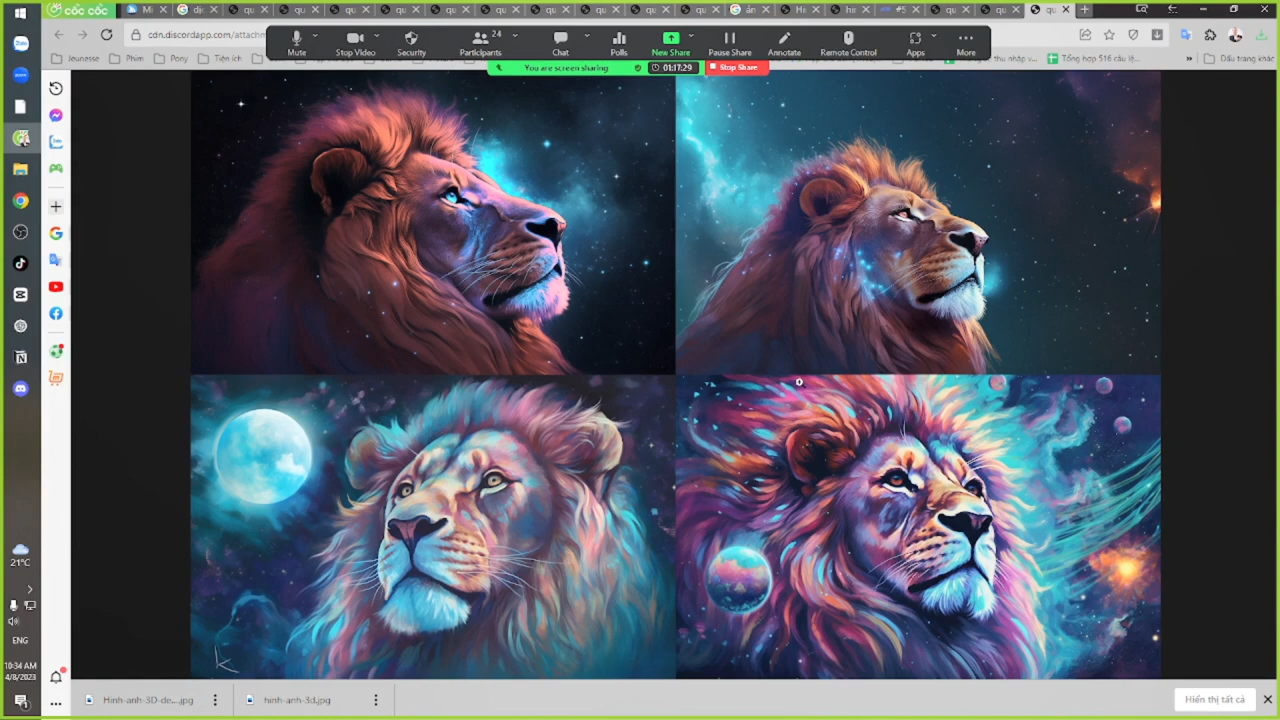 CỐC CỐC
Mi
qu
#5
cdn.discordapp.com/attachm
Mute
Stop Video
Security
Participants
24
Chat
Polls
New Share
Pause Share
Annotate
Remote Control
Apps
More
Jeunesse
Phim
Pony
Tiện ích
Tổng hợp 516 câu lệ...
Dấu trang khác
You are screen sharing
01:17:29
Stop Share
21°C
ENG
10:34 AM
4/8/2023
Hinh-anh-3D-de....jpg
hinh-anh-3d.jpg
Hiển thị tất cả